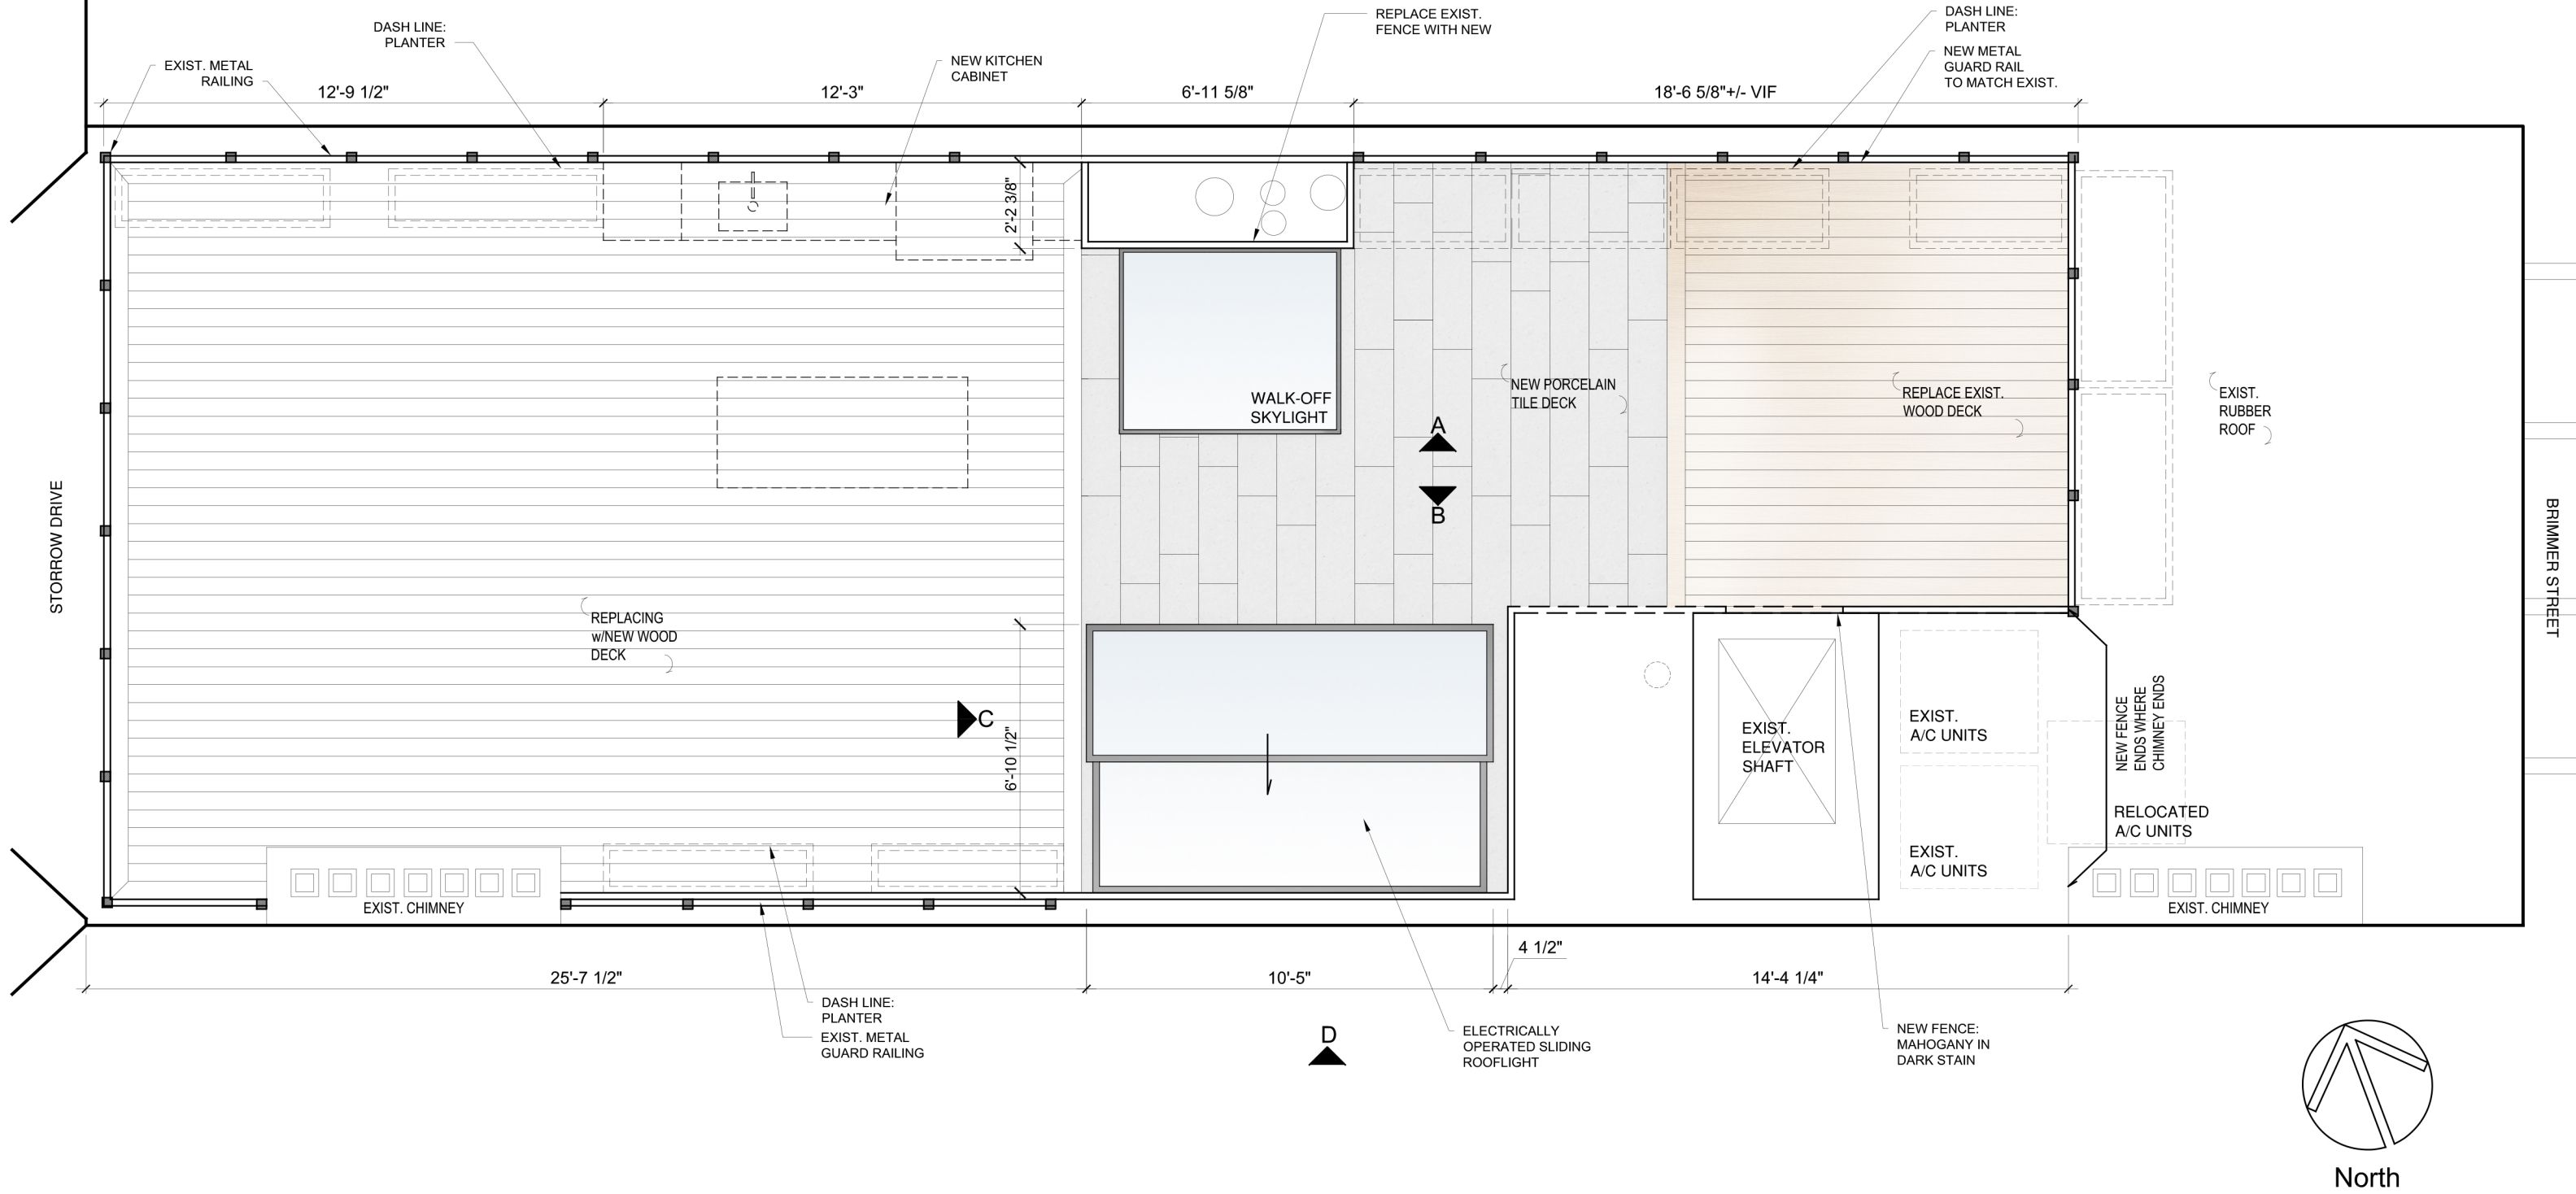 DASH LINE:
PLANTER
EXIST. METAL
RAILING
NEW KITCHEN
CABINET
REPLACE EXIST.
FENCE WITH NEW
DASH LINE:
PLANTER
NEW METAL
GUARD RAIL
TO MATCH EXIST.
12'-9 1/2"
12'-3"
6'-11 5/8"
18'-6 5/8"+/- VIF
2'-2 3/8"
WALK-OFF
SKYLIGHT
NEW PORCELAIN
TILE DECK
REPLACE EXIST.
WOOD DECK
EXIST.
RUBBER
ROOF
A
B
STORROW DRIVE
BRIMMER STREET
REPLACING
w/NEW WOOD
DECK
C
6'-10 1/2"
EXIST.
ELEVATOR
SHAFT
EXIST.
A/C UNITS
EXIST.
A/C UNITS
NEW FENCE
ENDS WHERE
CHIMNEY ENDS
RELOCATED
A/C UNITS
EXIST. CHIMNEY
EXIST. CHIMNEY
25'-7 1/2"
10'-5"
4 1/2"
14'-4 1/4"
DASH LINE:
PLANTER
EXIST. METAL
GUARD RAILING
D
ELECTRICALLY
OPERATED SLIDING
ROOFLIGHT
NEW FENCE:
MAHOGANY IN
DARK STAIN
North